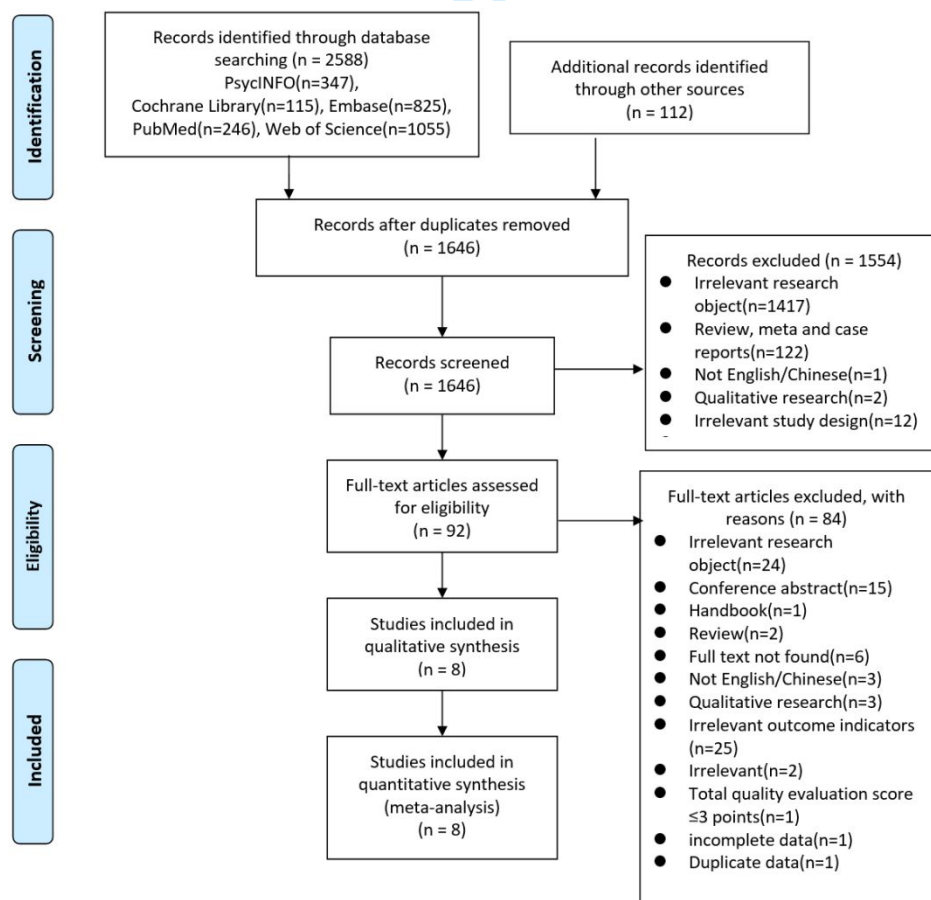 Identification
Records identified through database
searching (n = 2588)
PsycINFO(n=347),
Cochrane Library(n=115), Embase(n=825),
PubMed(n=246), Web of Science(n=1055)
Additional records identified
through other sources
(n = 112)
Records after duplicates removed
(n = 1646)
Screening
Records screened
(n = 1646)
Records excluded (n = 1554)
● Irrelevant research
object(n=1417)
● Review, meta and case
reports(n=122)
● Not English/Chinese(n=1)
● Qualitative research(n=2)
● Irrelevant study design(n=12)
Eligibility
Full-text articles assessed
for eligibility
(n = 92)
Full-text articles excluded, with
reasons (n = 84)
● Irrelevant research
object(n=24)
● Conference abstract(n=15)
● Handbook(n=1)
● Review(n=2)
● Full text not found(n=6)
● Not English/Chinese(n=3)
● Qualitative research(n=3)
● Irrelevant outcome indicators
(n=25)
● Irrelevant(n=2)
● Total quality evaluation score
≤3 points(n=1)
● incomplete data(n=1)
● Duplicate data(n=1)
Studies included in
qualitative synthesis
(n = 8)
Included
Studies included in
quantitative synthesis
(meta-analysis)
(n = 8)